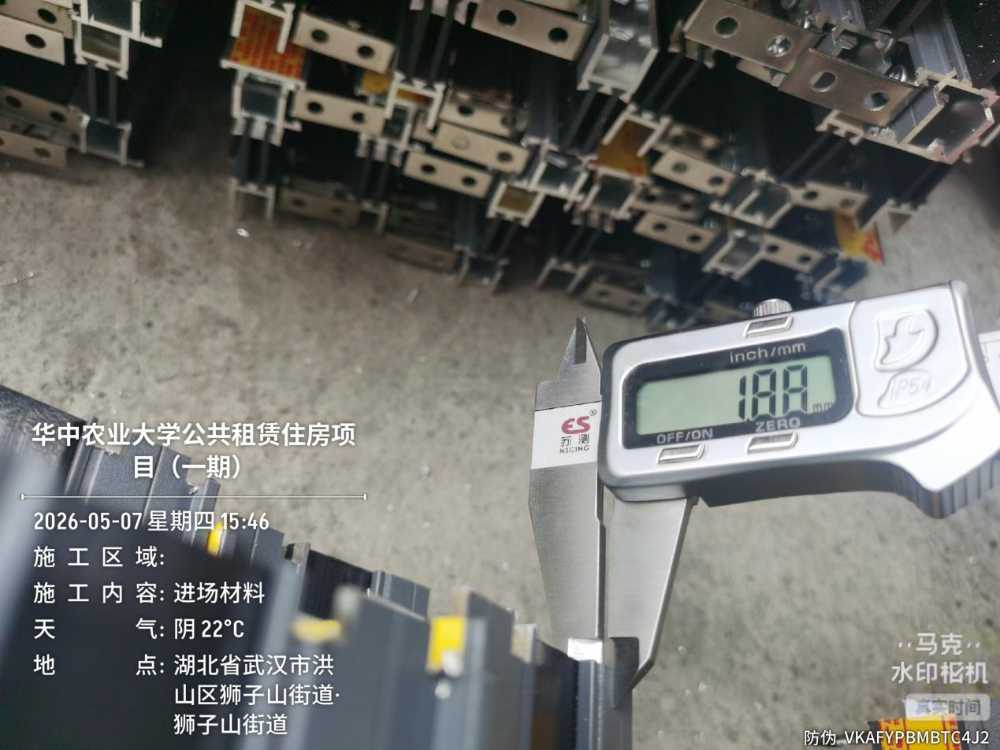 inch/mm
1.88
mm
OFF/ON
ZERO
IP54
ES®
苏测
NSCING
华中农业大学公共租赁住房项
目（一期）
2026-05-07 星期四 15:46
施工区域:
施工内容: 进场材料
天气: 阴 22°C
地点: 湖北省武汉市洪
山区狮子山街道·
狮子山街道
马克
水印相机
真实时间
防伪 VKAFYPBMBTC4J2